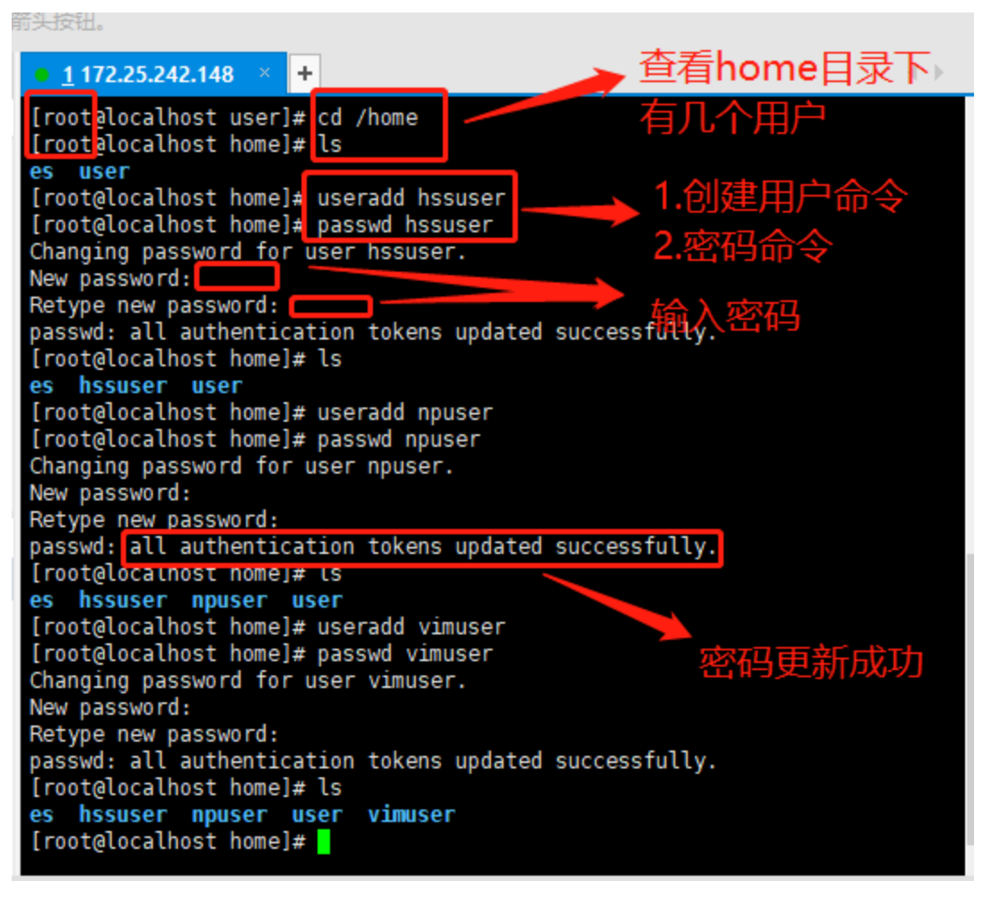 箭头按钮。
1 172.25.242.148 × +
查看home目录下
有几个用户
[root@localhost user]# cd /home
[root@localhost home]# ls
es user
[root@localhost home]# useradd hssuser
1.创建用户命令
[root@localhost home]# passwd hssuser
2.密码命令
Changing password for user hssuser.
New password:
Retype new password:
输入密码
passwd: all authentication tokens updated successfully.
[root@localhost home]# ls
es hssuser user
[root@localhost home]# useradd npuser
[root@localhost home]# passwd npuser
Changing password for user npuser.
New password:
Retype new password:
passwd: all authentication tokens updated successfully.
[root@localhost home]# ls
es hssuser npuser user
[root@localhost home]# useradd vimuser
[root@localhost home]# passwd vimuser
密码更新成功
Changing password for user vimuser.
New password:
Retype new password:
passwd: all authentication tokens updated successfully.
[root@localhost home]# ls
es hssuser npuser user vimuser
[root@localhost home]#